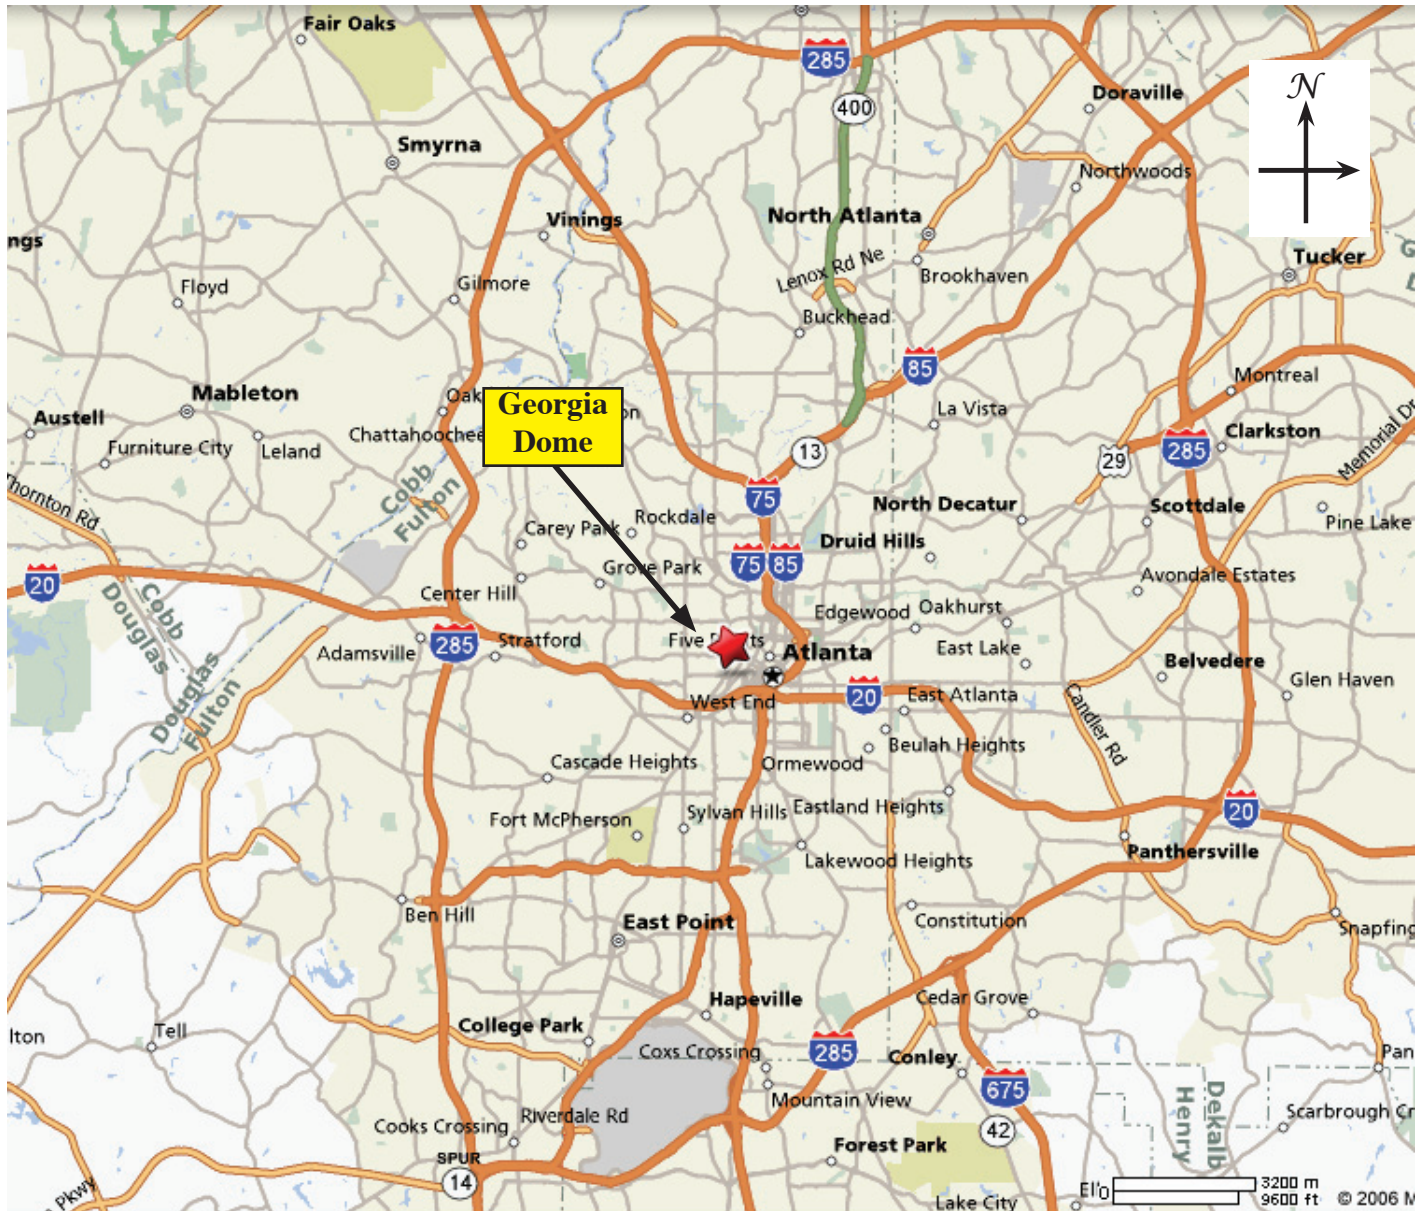 Fair Oaks
285
400
Doraville
N
Smyrna
Northwoods
Vinings
North Atlanta
ngs
Tucker
Lenox Rd Ne
Brookhaven
Floyd
Gilmore
Buckhead
85
Montreal
Mableton
Georgia
Dome
La Vista
Austell
Chattahoochee
Furniture City
Leland
13
29
285
Clarkston
Memorial Dr
Cobb
Fulton
75
Thornton Rd
Rockdale
North Decatur
Scottdale
Pine Lake
Carey Park
Druid Hills
75
85
Grove Park
Avondale Estates
20
Cobb
Douglas
Center Hill
Edgewood
Oakhurst
285
Stratford
Adamsville
Atlanta
East Lake
Belvedere
Douglas
Fulton
Glen Haven
West End
20
East Atlanta
Candler Rd
Beulah Heights
Cascade Heights
Ormewood
Sylvan Hills
Eastland Heights
20
Fort McPherson
Panthersville
Lakewood Heights
Ben Hill
East Point
Constitution
Snapfing
Hapeville
Cedar Grove
lton
Tell
College Park
Coxs Crossing
285
Conley
Pan
675
Mountain View
Dekalb
Henry
Scarbrough Cr
Cooks Crossing
Riverdale Rd
42
Forest Park
SPUR
14
Pkwy
Lake City
0
3200 m
9600 ft
© 2006 M